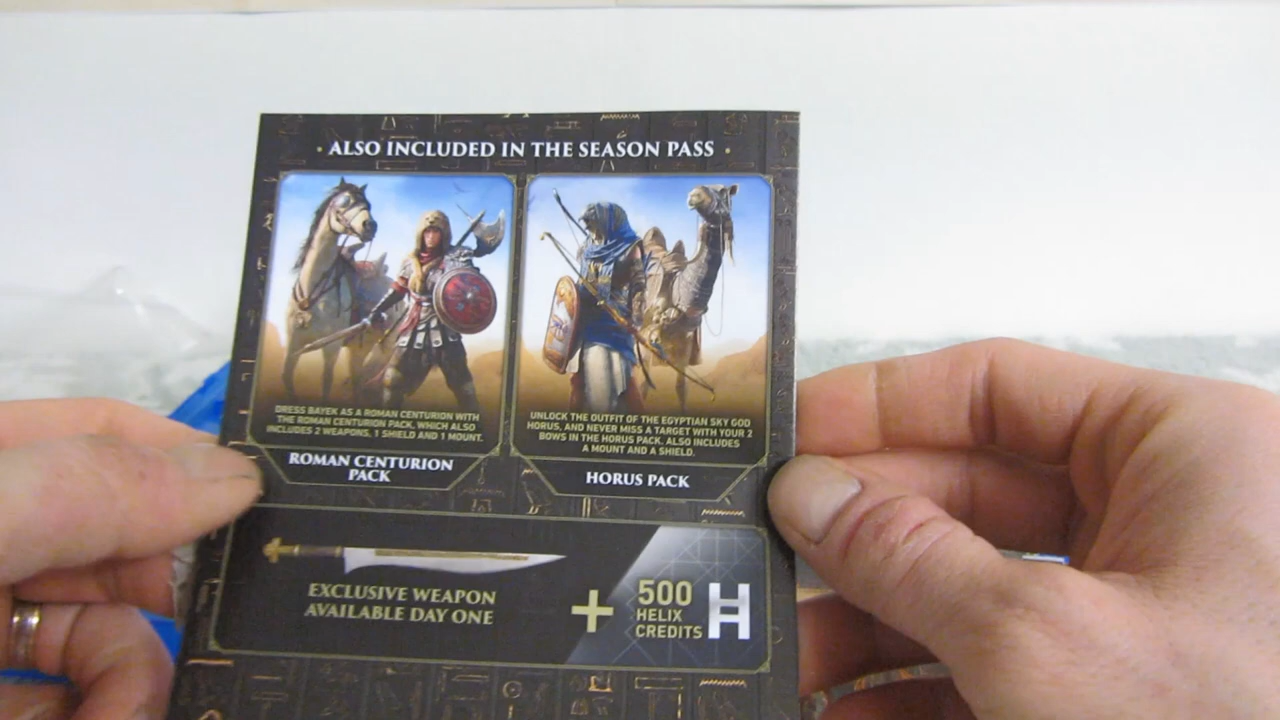 • ALSO INCLUDED IN THE SEASON PASS •
DRESS BAYEK AS A ROMAN CENTURION WITH
THE ROMAN CENTURION PACK, WHICH ALSO
INCLUDES 2 WEAPONS, 1 SHIELD AND 1 MOUNT.
ROMAN CENTURION
PACK
UNLOCK THE OUTFIT OF THE EGYPTIAN SKY GOD
HORUS, AND NEVER MISS A TARGET WITH YOUR 2
BOWS IN THE HORUS PACK. ALSO INCLUDES
A MOUNT AND A SHIELD.
HORUS PACK
EXCLUSIVE WEAPON
AVAILABLE DAY ONE
+
500
HELIX
CREDITS